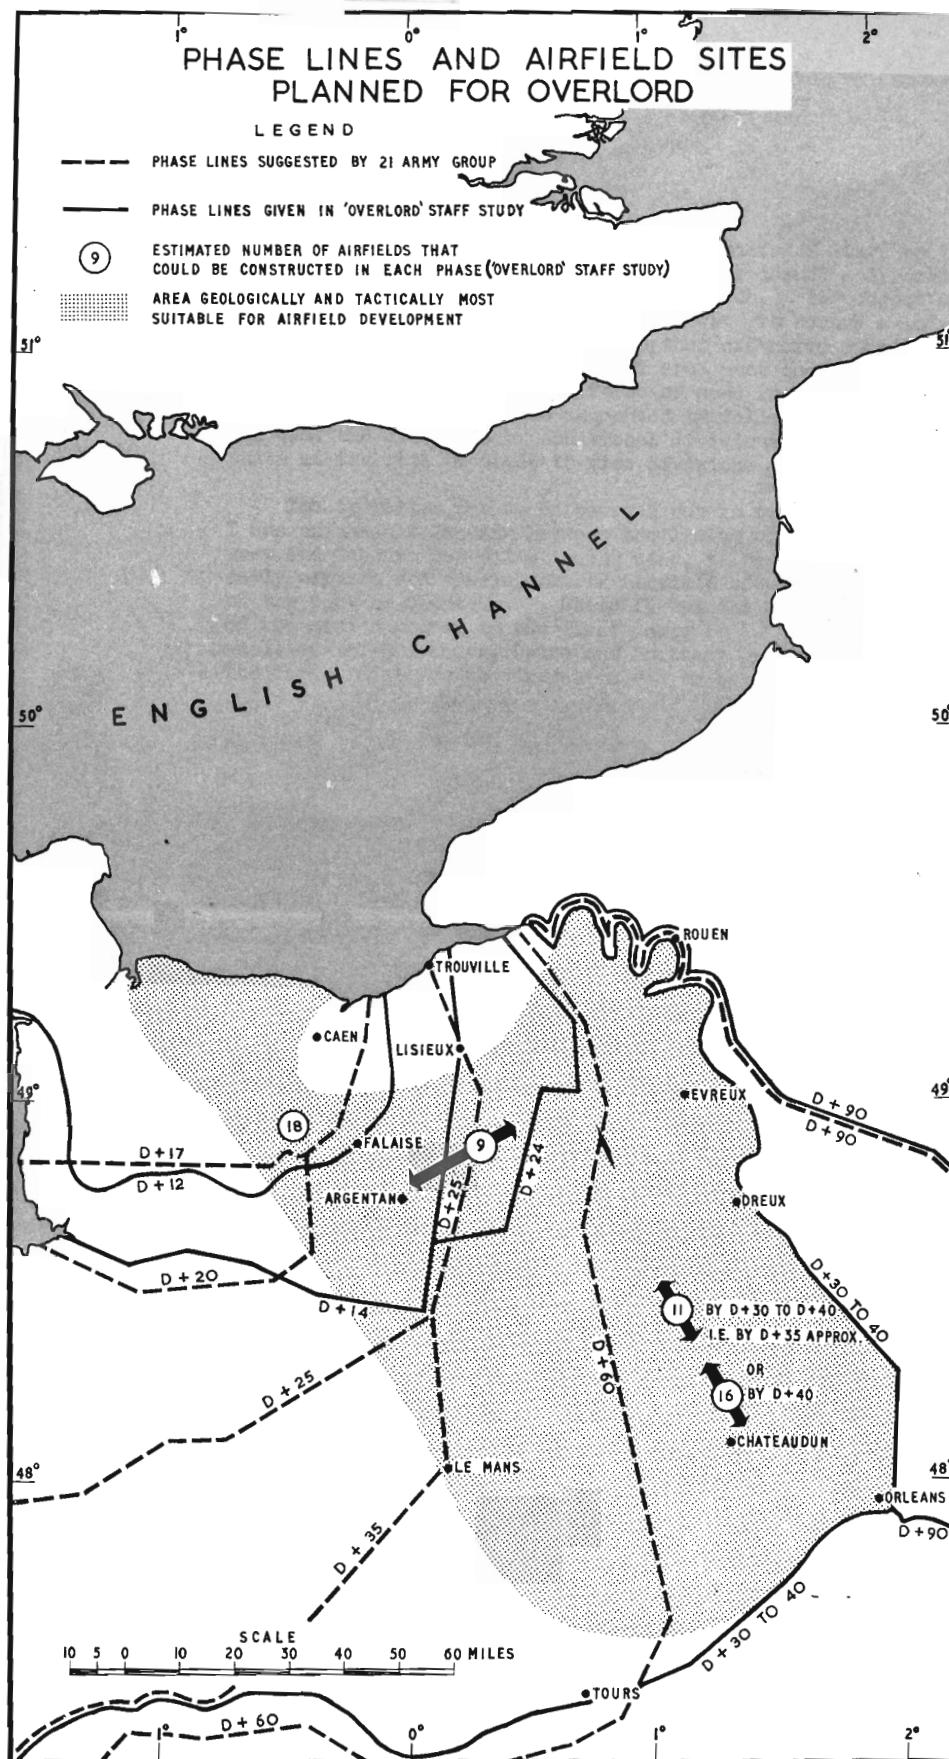 1° 0° 1° 2°
PHASE LINES AND AIRFIELD SITES
PLANNED FOR OVERLORD
LEGEND
PHASE LINES SUGGESTED BY 21 ARMY GROUP
PHASE LINES GIVEN IN 'OVERLORD' STAFF STUDY
9
ESTIMATED NUMBER OF AIRFIELDS THAT
COULD BE CONSTRUCTED IN EACH PHASE ('OVERLORD' STAFF STUDY)
AREA GEOLOGICALLY AND TACTICALLY MOST
SUITABLE FOR AIRFIELD DEVELOPMENT
51° 51°
ENGLISH CHANNEL
50° 50°
ROUEN
TROUVILLE
CAEN
LISIEUX
49° 49°
EVREUX
D + 90
D + 90
18
FALAISE
9
D + 24
D+17
D + 12
ARGENTAN
D+25
DREUX
D + 20
D + 14
D+30 TO 40
11
BY D+30 TO D+40
I.E. BY D+35 APPROX.
OR
16
BY D+40
D+60
D + 25
CHATEAUDUN
LE MANS
48° 48°
ORLEANS
D+90
D + 35
D + 30 TO 40
SCALE
10 5 0 10 20 30 40 50 60 MILES
TOURS
D + 60
1° 0° 1° 2°